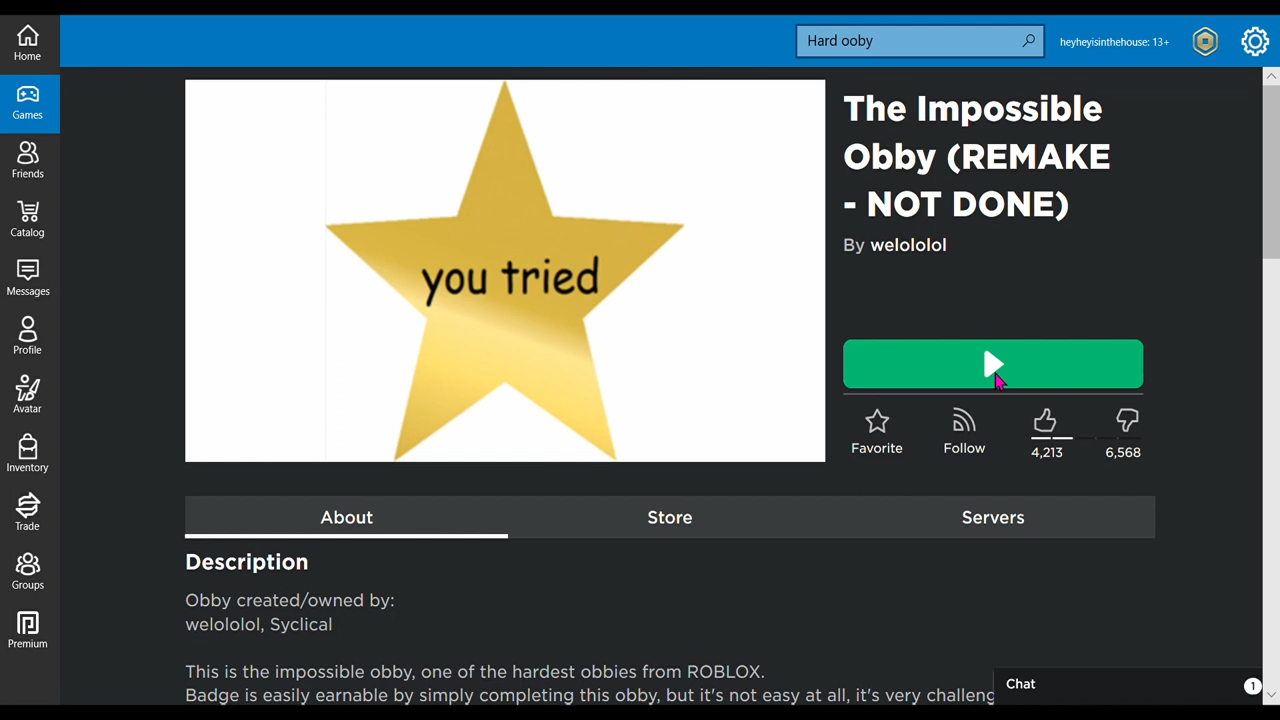 Home
Games
Friends
Catalog
Messages
Profile
Avatar
Inventory
Trade
Groups
Premium
Hard ooby
heyheyisinthehouse: 13+
you tried
The Impossible
Obby (REMAKE
- NOT DONE)
By welololol
Favorite
Follow
4,213
6,568
About
Store
Servers
Description
Obby created/owned by:
welololol, Syclical
This is the impossible obby, one of the hardest obbies from ROBLOX.
Badge is easily earnable by simply completing this obby, but it's not easy at all, it's very challeng
Chat
1